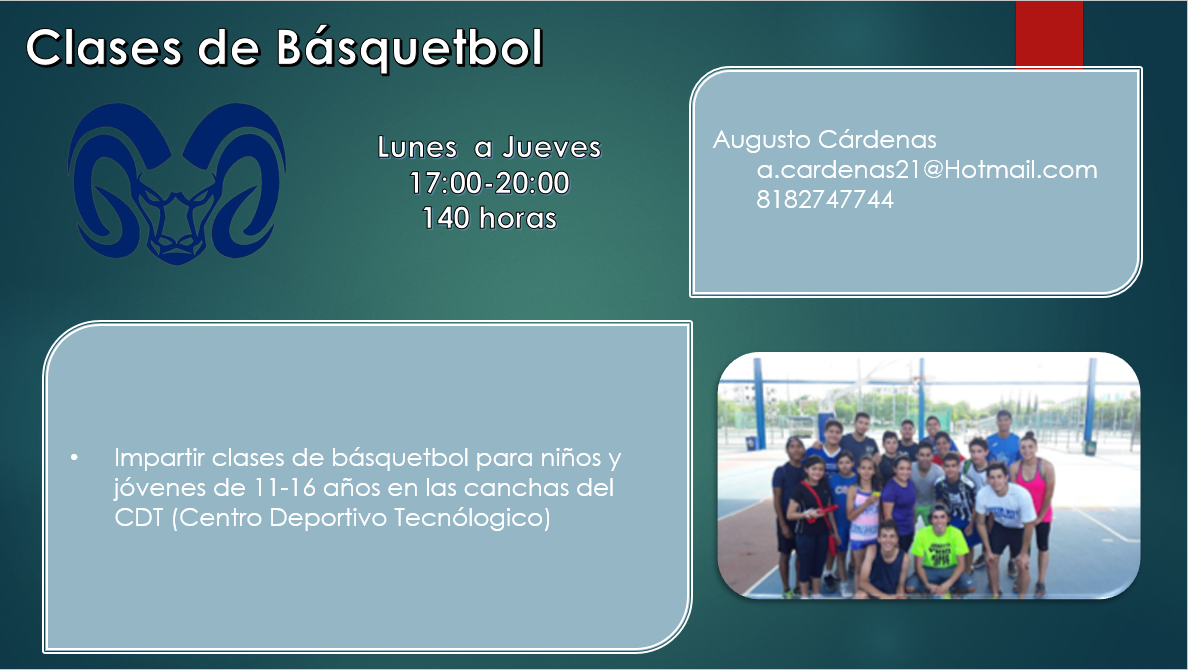 Clases de Básquetbol
Lunes  a Jueves
17:00-20:00
140 horas
Augusto Cárdenas
a.cardenas21@Hotmail.com
8182747744
• Impartir clases de básquetbol para niños y
jóvenes de 11-16 años en las canchas del
CDT (Centro Deportivo Tecnólogico)